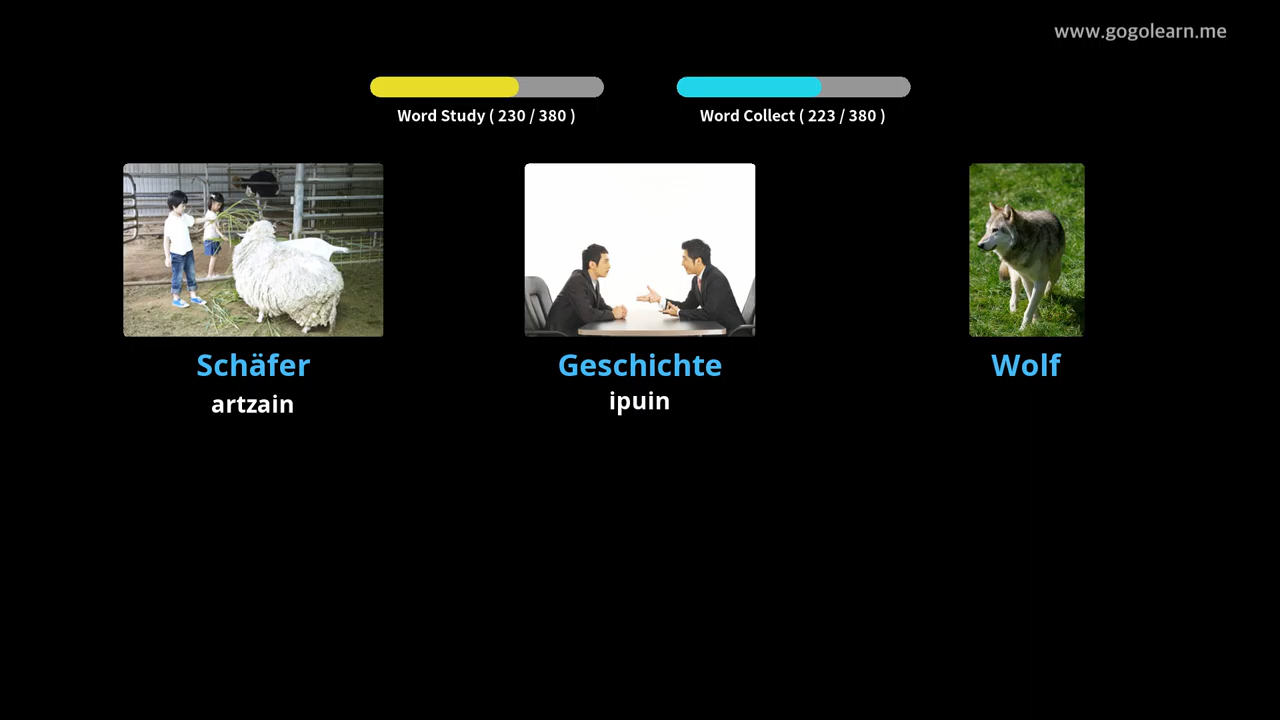 www.gogolearn.me
Word Study ( 230 / 380 )
Word Collect ( 223 / 380 )
Schäfer
artzain
Geschichte
ipuin
Wolf